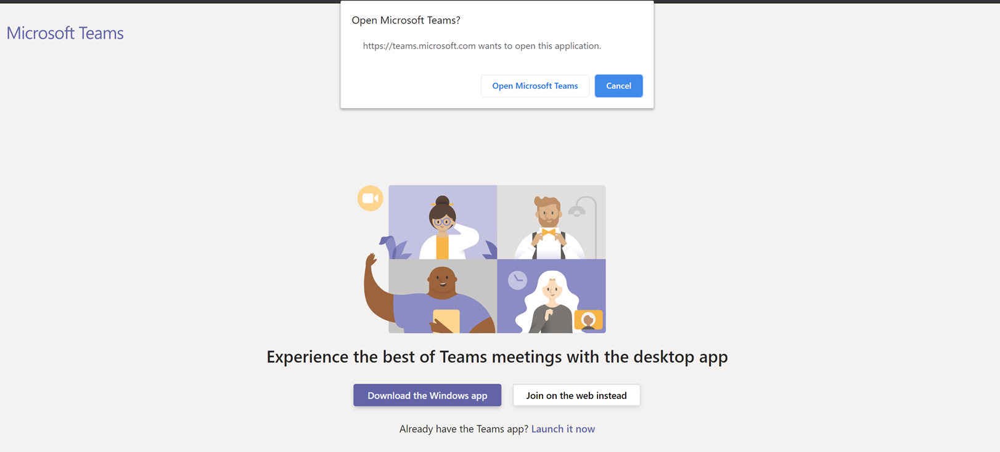 Open Microsoft Teams?
Microsoft Teams
https://teams.microsoft.com wants to open this application.
Open Microsoft Teams
Cancel
Experience the best of Teams meetings with the desktop app
Download the Windows app
Join on the web instead
Already have the Teams app? Launch it now